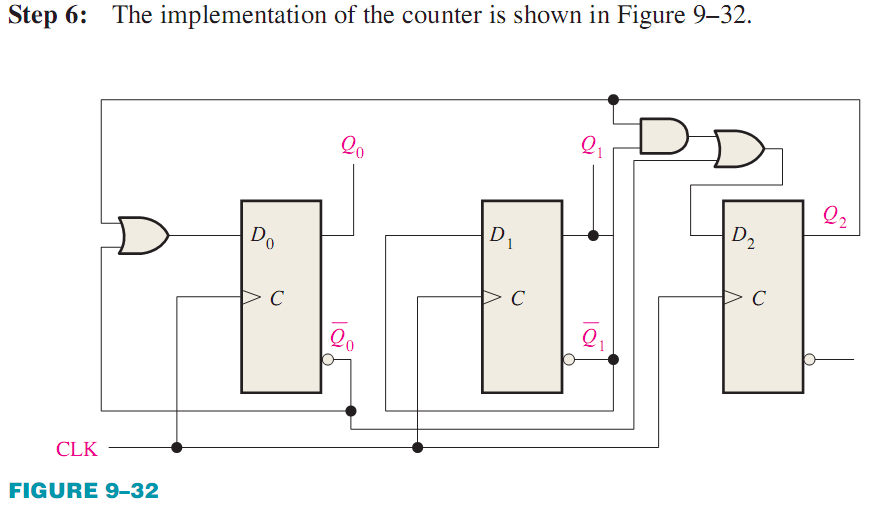 Step 6: The implementation of the counter is shown in Figure 9–32.
Q₀ Q₁
Q₂
D₀ D₁ D₂
C C C
Q̅₀ Q̅₁
CLK
FIGURE 9–32